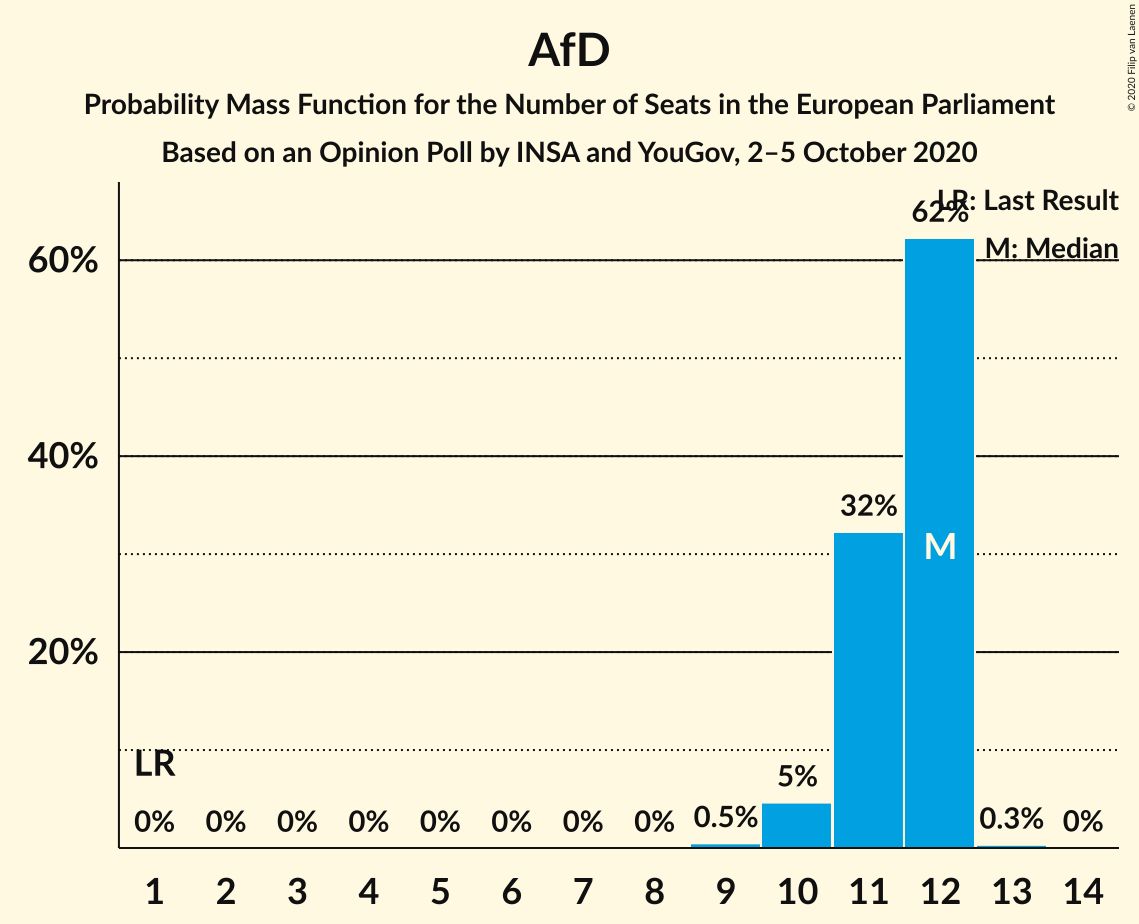 AfD
Probability Mass Function for the Number of Seats in the European Parliament
Based on an Opinion Poll by INSA and YouGov, 2–5 October 2020
© 2020 Filip van Laenen
LR: Last Result
M: Median
60%
40%
20%
62%
32%
M
LR
5%
0% 0% 0% 0% 0% 0% 0% 0% 0.5% 0.3% 0%
1 2 3 4 5 6 7 8 9 10 11 12 13 14